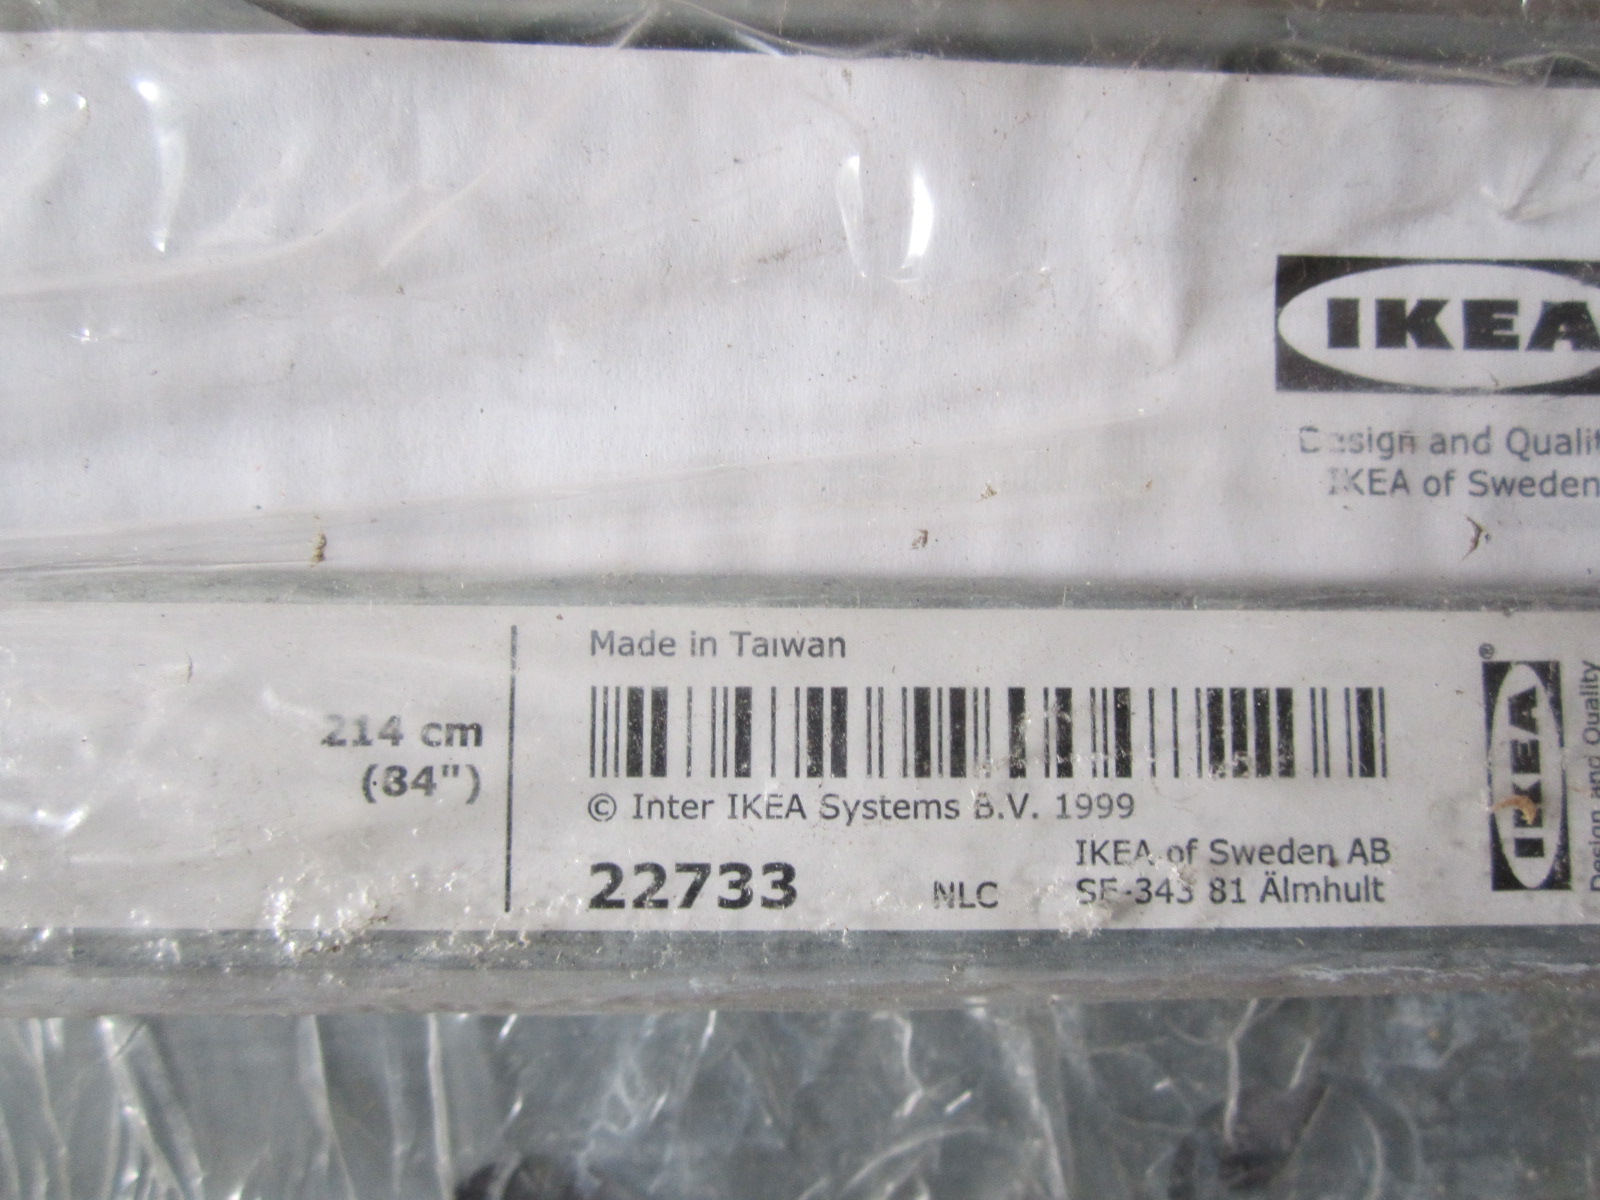 IKEA
Design and Qualit
IKEA of Sweden
214 cm
(84")
Made in Taiwan
© Inter IKEA Systems B.V. 1999
22733
NLC
IKEA of Sweden AB
SE-343 81 Älmhult
® IKEA
Design and Quality